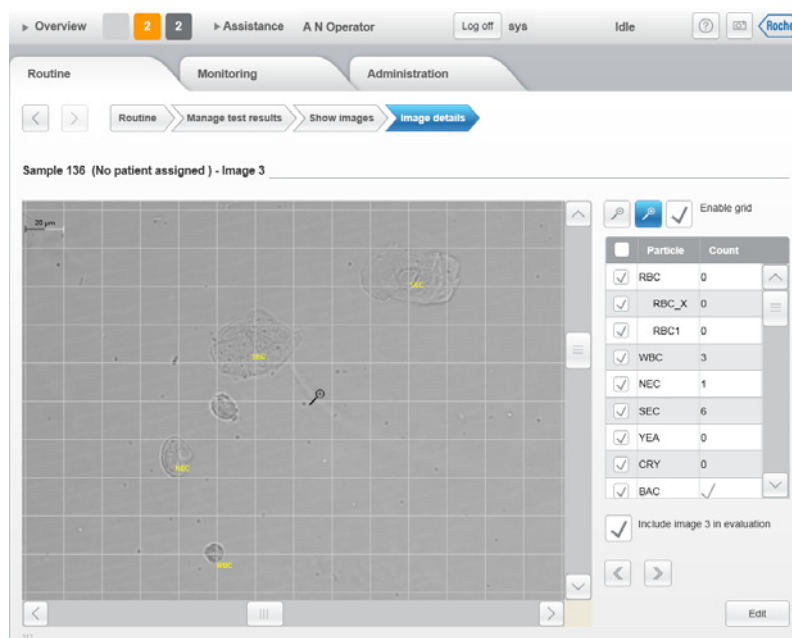 Overview 2 2 Assistance A N Operator Log off sys Idle Roche
Routine Monitoring Administration
Routine Manage test results Show images Image details
Sample 136 (No patient assigned ) - Image 3
20 µm
Enable grid
Particle Count
RBC 0
RBC_X 0
RBC1 0
WBC 3
NEC 1
SEC 6
YEA 0
CRY 0
BAC
SEC
SEC
NEC
WBC
Include image 3 in evaluation
Edit